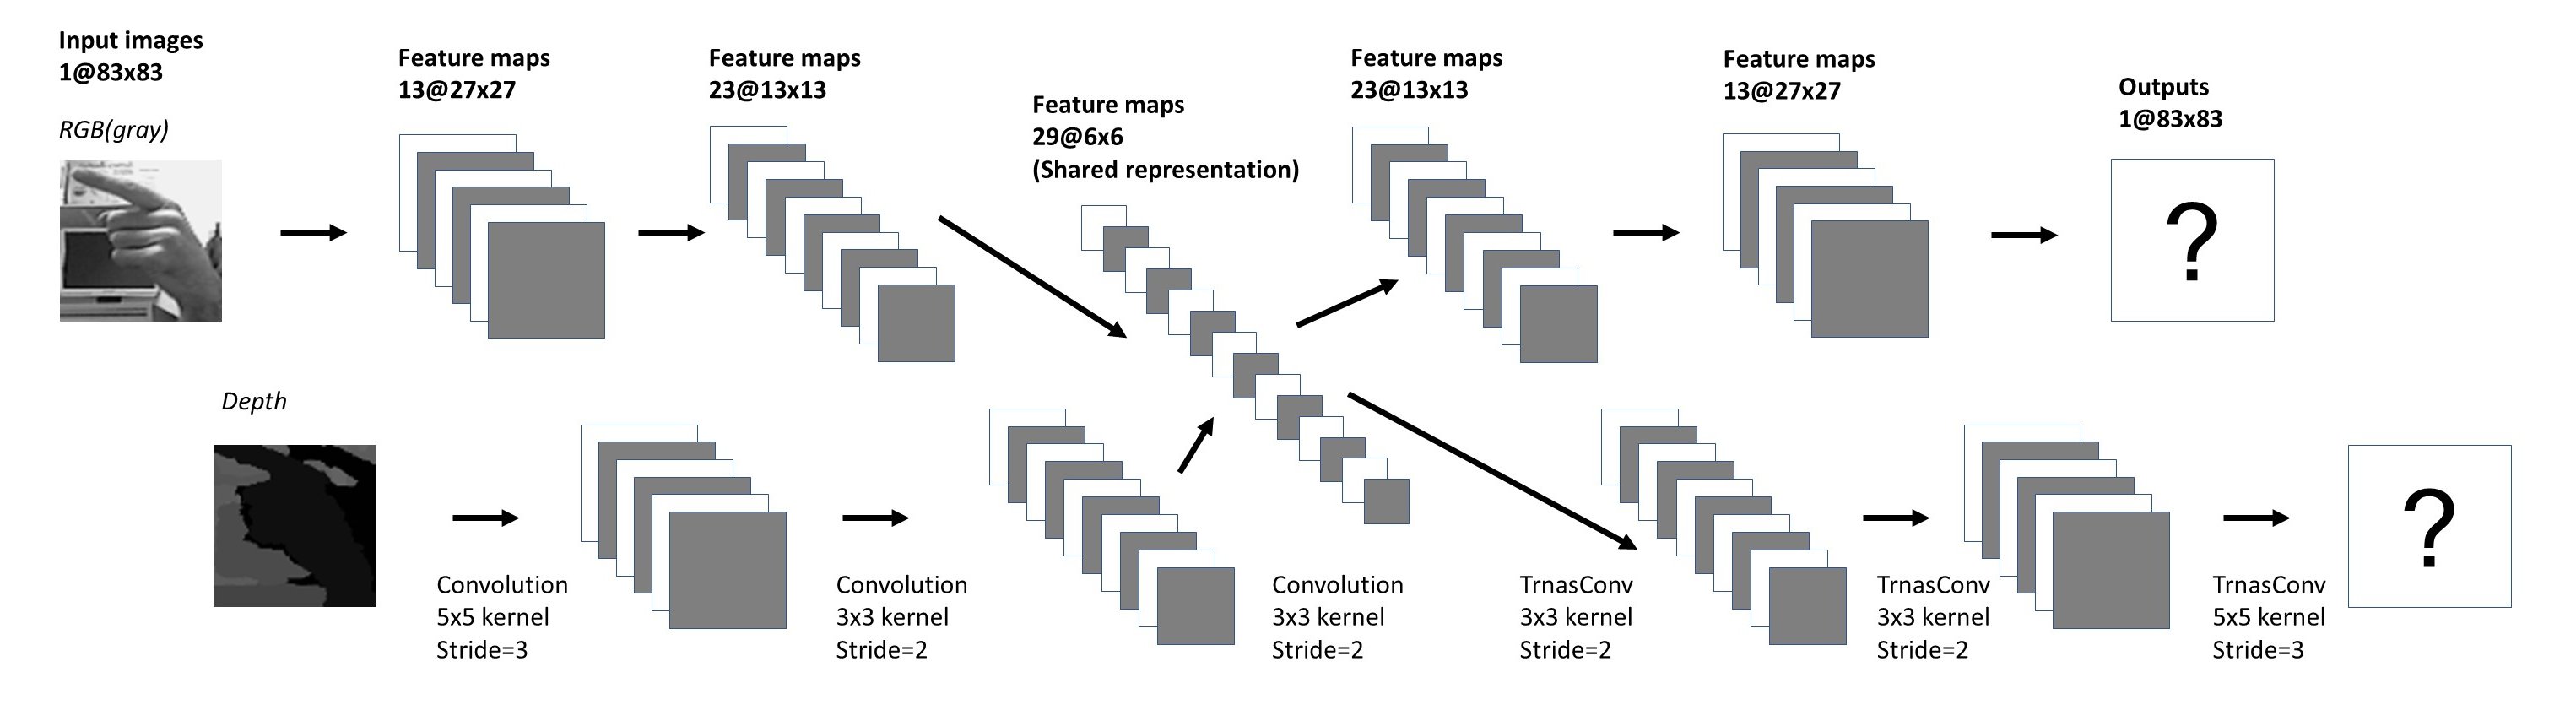 Input images
1@83x83
RGB(gray)
Feature maps
13@27x27
Feature maps
23@13x13
Feature maps
29@6x6
(Shared representation)
Feature maps
23@13x13
Feature maps
13@27x27
Outputs
1@83x83
?
Depth
Convolution
5x5 kernel
Stride=3
Convolution
3x3 kernel
Stride=2
Convolution
3x3 kernel
Stride=2
TrnasConv
3x3 kernel
Stride=2
TrnasConv
3x3 kernel
Stride=2
TrnasConv
5x5 kernel
Stride=3
?